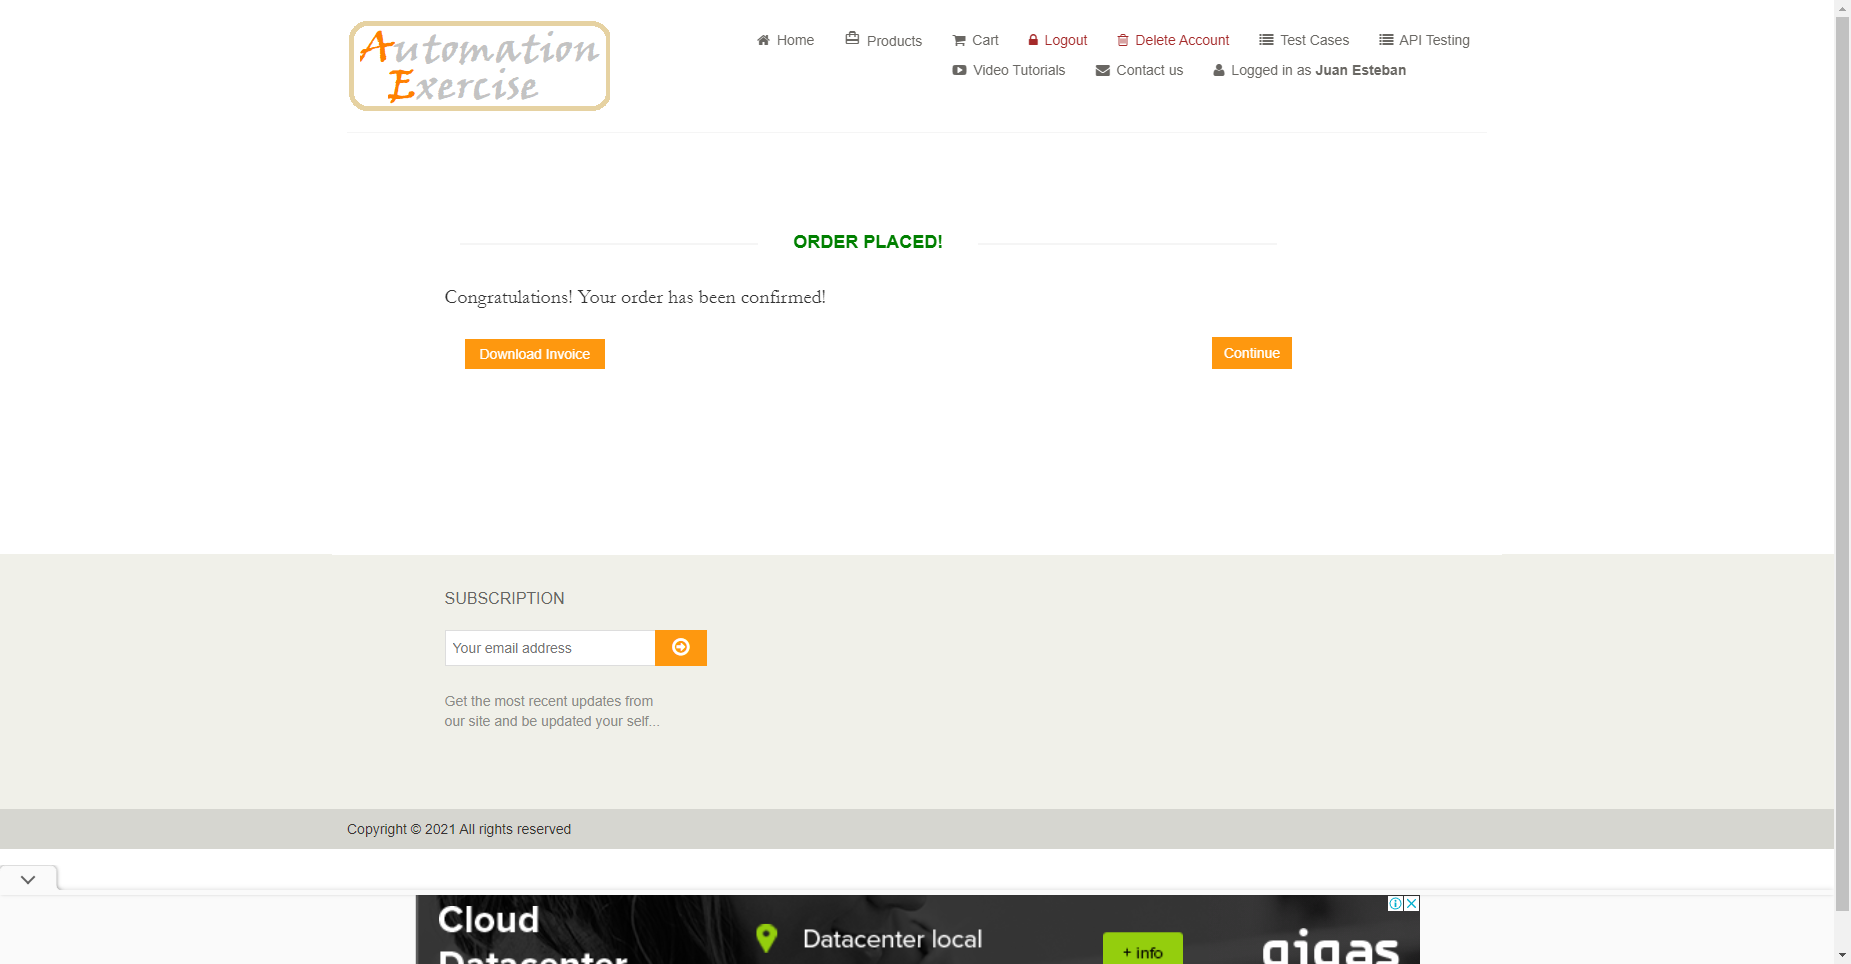 Automation
Exercise
Home
Products
Cart
Logout
Delete Account
Test Cases
API Testing
Video Tutorials
Contact us
Logged in as Juan Esteban
ORDER PLACED!
Congratulations! Your order has been confirmed!
Download Invoice
Continue
SUBSCRIPTION
Your email address
Get the most recent updates from
our site and be updated your self...
Copyright © 2021 All rights reserved
Cloud
Datacenter
Datacenter local
+ info
gigas